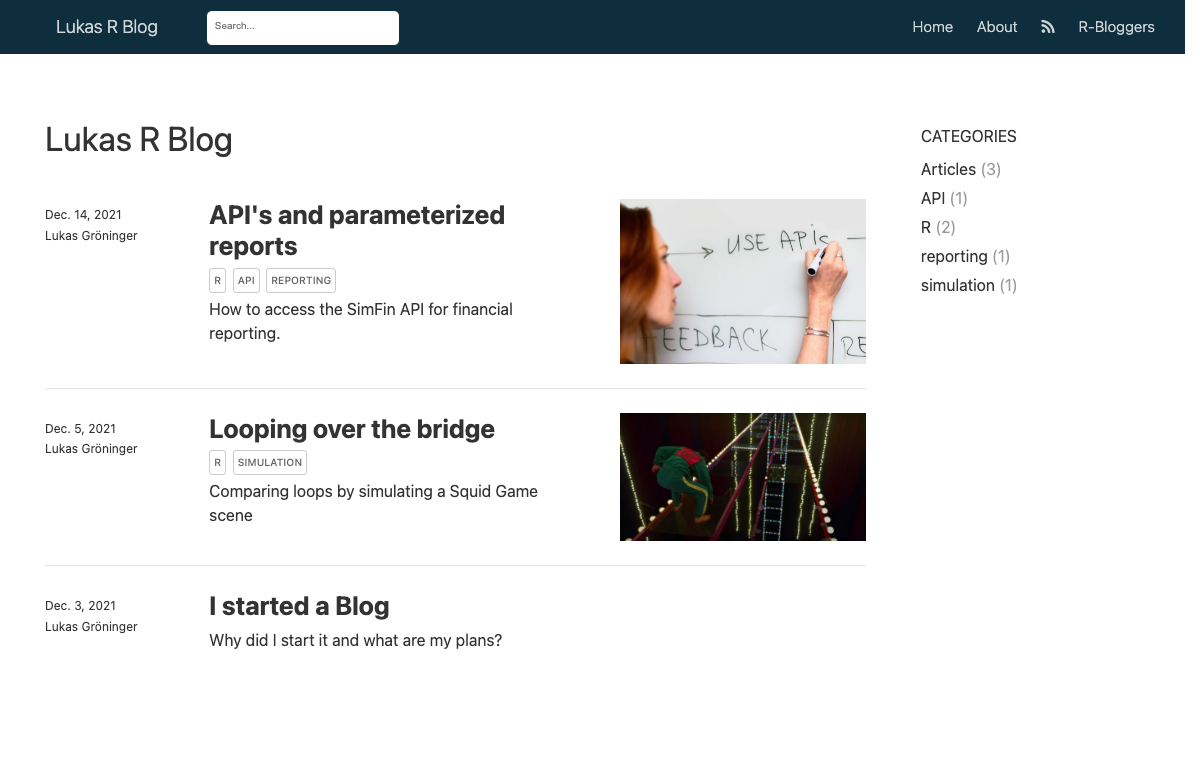 Lukas R Blog
Search...
Home
About
R-Bloggers
Lukas R Blog
Dec. 14, 2021
Lukas Gröninger
API's and parameterized
reports
R
API
REPORTING
How to access the SimFin API for financial
reporting.
USE APIs
FEEDBACK
RE
Dec. 5, 2021
Lukas Gröninger
Looping over the bridge
R
SIMULATION
Comparing loops by simulating a Squid Game
scene
Dec. 3, 2021
Lukas Gröninger
I started a Blog
Why did I start it and what are my plans?
CATEGORIES
Articles (3)
API (1)
R (2)
reporting (1)
simulation (1)